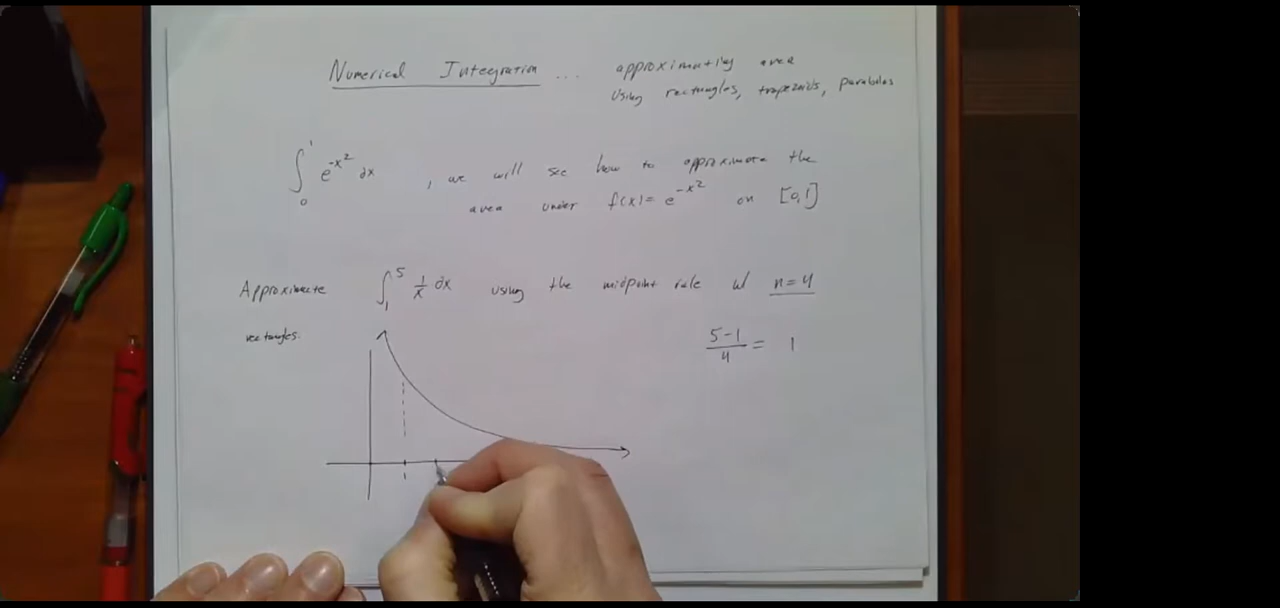 Numerical Integration ... approximating area
using rectangles, trapezoids, parabolas
∫₀¹ e^{-x²} dx , we will see how to approximate the
area under f(x) = e^{-x²} on [0,1]
Approximate ∫₁⁵ 1/x dx using the midpoint rule w/ n=4
rectangles.
(5-1)/4 = 1
1